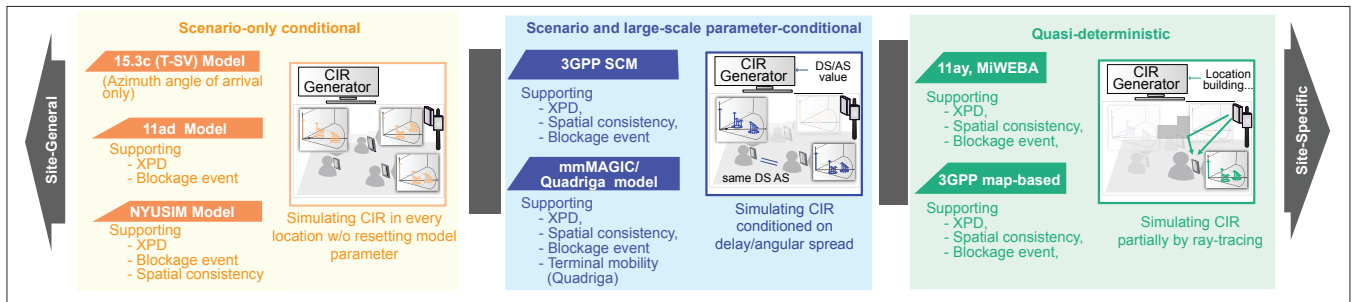 Site-General
Scenario-only conditional
15.3c (T-SV) Model
(Azimuth angle of arrival
only)
11ad Model
Supporting
- XPD
- Blockage event
NYUSIM Model
Supporting
- XPD
- Blockage event
- Spatial consistency
CIR
Generator
Simulating CIR in every
location w/o resetting model
parameter
Scenario and large-scale parameter-conditional
3GPP SCM
Supporting
- XPD,
- Spatial consistency,
- Blockage event
mmMAGIC/
Quadriga model
Supporting
- XPD,
- Spatial consistency,
- Blockage event
- Terminal mobility
(Quadriga)
CIR
Generator
DS/AS
value
same DS AS
Simulating CIR
conditioned on
delay/angular spread
Quasi-deterministic
11ay, MiWEBA
Supporting
- XPD,
- Spatial consistency,
- Blockage event,
3GPP map-based
Supporting
- XPD,
- Spatial consistency,
- Blockage event,
CIR
Generator
Location
building...
Simulating CIR
partially by ray-tracing
Site-Specific